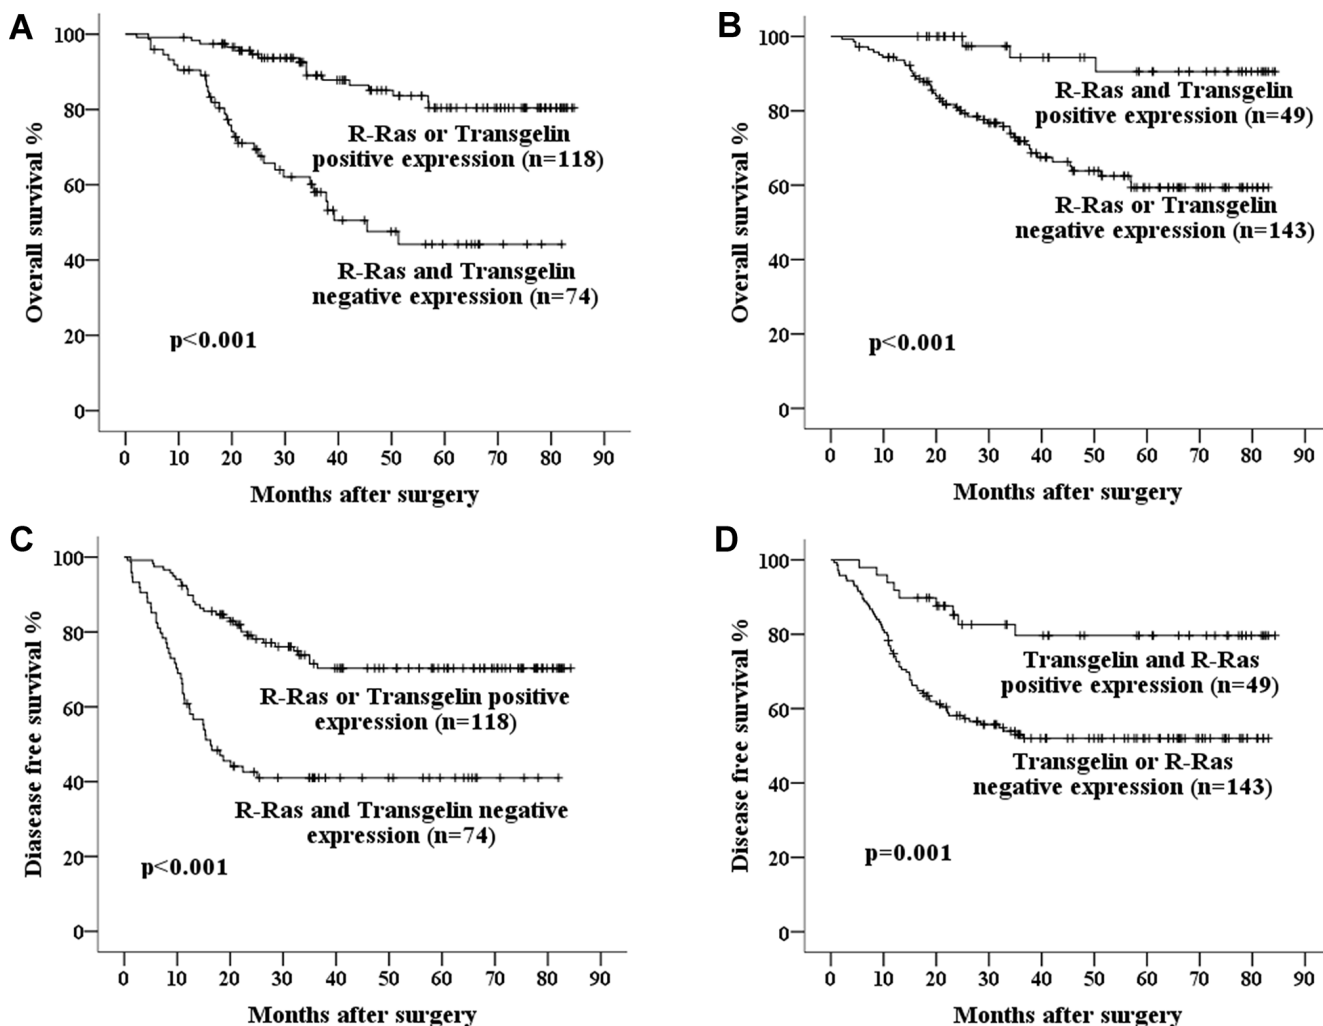 A
100
80
60
40
20
0
Overall survival %
R-Ras or Transgelin
positive expression (n=118)
R-Ras and Transgelin
negative expression (n=74)
p<0.001
0 10 20 30 40 50 60 70 80 90
Months after surgery
B
100
80
60
40
20
0
Overall survival %
R-Ras and Transgelin
positive expression (n=49)
R-Ras or Transgelin
negative expression (n=143)
p<0.001
0 10 20 30 40 50 60 70 80 90
Months after surgery
C
100
80
60
40
20
0
Diasease free survival %
R-Ras or Transgelin positive
expression (n=118)
R-Ras and Transgelin negative
expression (n=74)
p<0.001
0 10 20 30 40 50 60 70 80 90
Months after surgery
D
100
80
60
40
20
0
Disease free survival %
Transgelin and R-Ras
positive expression (n=49)
Transgelin or R-Ras
negative expression (n=143)
p=0.001
0 10 20 30 40 50 60 70 80 90
Months after surgery